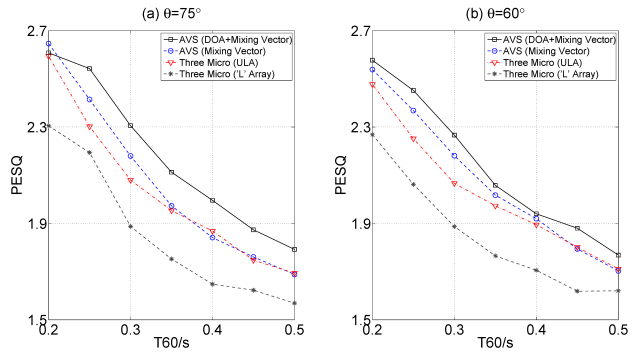 (a) θ=75°
2.7
2.3
1.9
1.5
PESQ
0.2 0.3 0.4 0.5
T60/s
AVS (DOA+Mixing Vector)
AVS (Mixing Vector)
Three Micro (ULA)
Three Micro ('L' Array)
(b) θ=60°
2.7
2.3
1.9
1.5
PESQ
0.2 0.3 0.4 0.5
T60/s
AVS (DOA+Mixing Vector)
AVS (Mixing Vector)
Three Micro (ULA)
Three Micro ('L' Array)